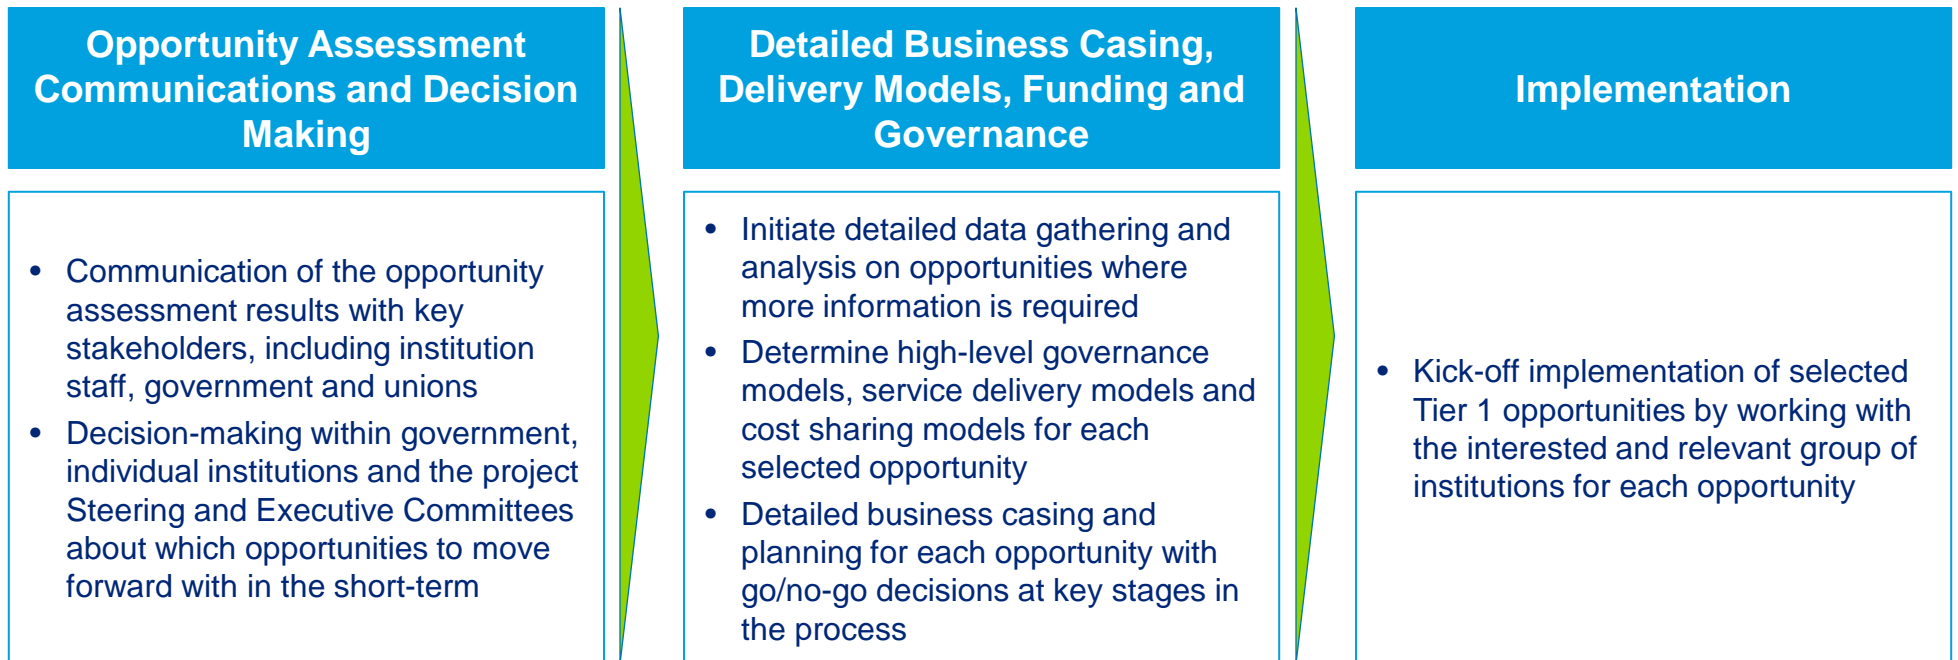 Opportunity Assessment
Communications and Decision
Making
• Communication of the opportunity
assessment results with key
stakeholders, including institution
staff, government and unions
• Decision-making within government,
individual institutions and the project
Steering and Executive Committees
about which opportunities to move
forward with in the short-term
Detailed Business Casing,
Delivery Models, Funding and
Governance
• Initiate detailed data gathering and
analysis on opportunities where
more information is required
• Determine high-level governance
models, service delivery models and
cost sharing models for each
selected opportunity
• Detailed business casing and
planning for each opportunity with
go/no-go decisions at key stages in
the process
Implementation
• Kick-off implementation of selected
Tier 1 opportunities by working with
the interested and relevant group of
institutions for each opportunity